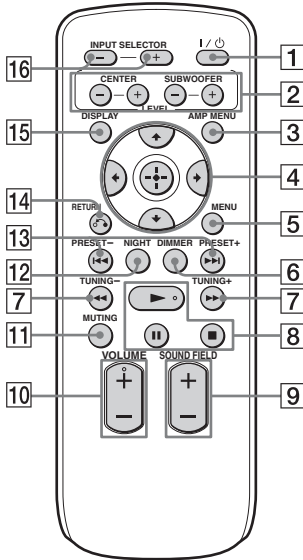 INPUT SELECTOR
I / ⏻
1
16
− +
CENTER SUBWOOFER
− + − +
2
LEVEL
15
DISPLAY AMP MENU
3
4
14
RETURN MENU
5
13
PRESET− NIGHT DIMMER PRESET+
12
6
TUNING− TUNING+
7
7
11
MUTING
8
VOLUME SOUND FIELD
10
+ +
9
− −